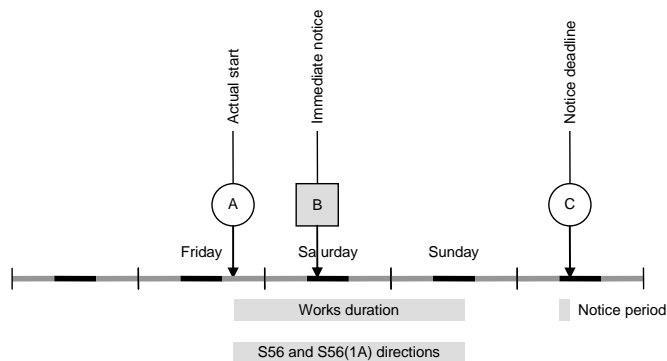 Actual start
Immediate notice
Notice deadline
A
B
C
Friday
Saturday
Sunday
Works duration
Notice period
S56 and S56(1A) directions